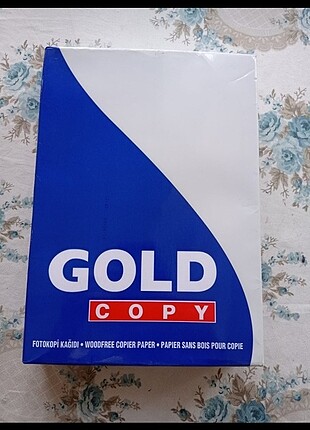 GOLD
COPY
FOTOKOPİ KAĞIDI • WOODFREE COPIER PAPER • PAPIER SANS BOIS POUR COPIE